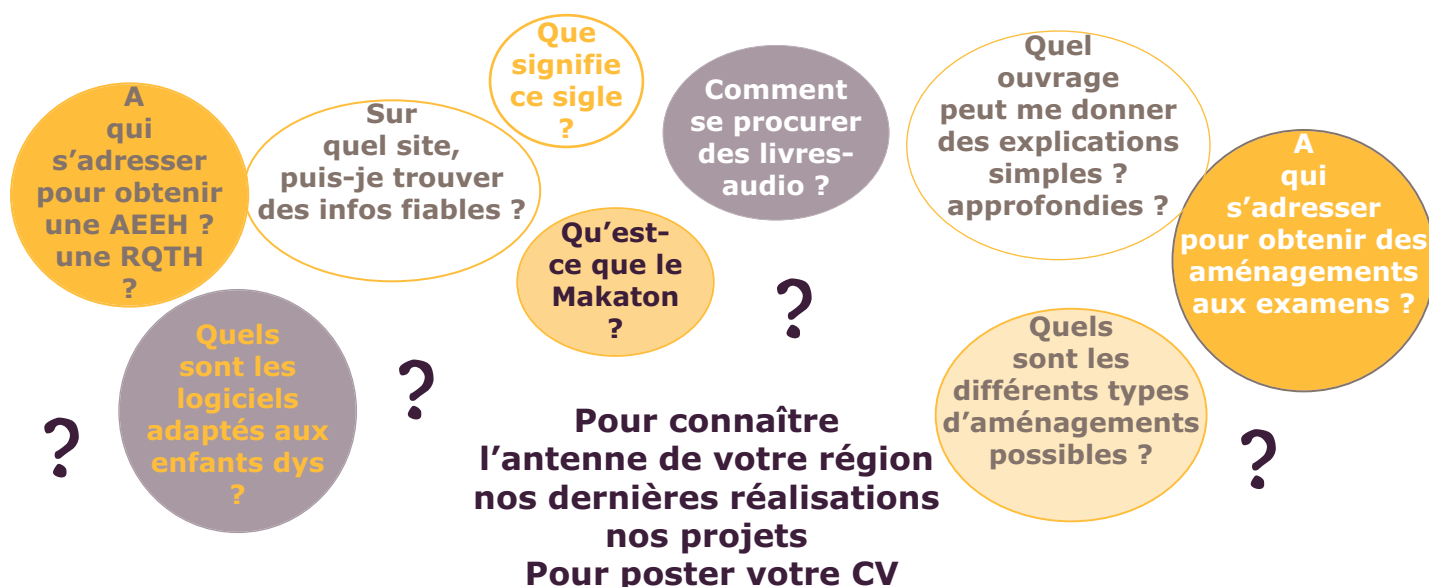 A
qui
s’adresser
pour obtenir
une AEEH ?
une RQTH
?
Sur
quel site,
puis-je trouver
des infos fiables ?
Que
signifie
ce sigle
?
Comment
se procurer
des livres-
audio ?
Quel
ouvrage
peut me donner
des explications
simples ?
approfondies ?
A
qui
s’adresser
pour obtenir des
aménagements
aux examens ?
Qu’est-
ce que le
Makaton
?
?
Quels
sont les
logiciels
adaptés aux
enfants dys
?
?
?
Quels
sont les
différents types
d’aménagements
possibles ?
?
Pour connaître
l’antenne de votre région
nos dernières réalisations
nos projets
Pour poster votre CV